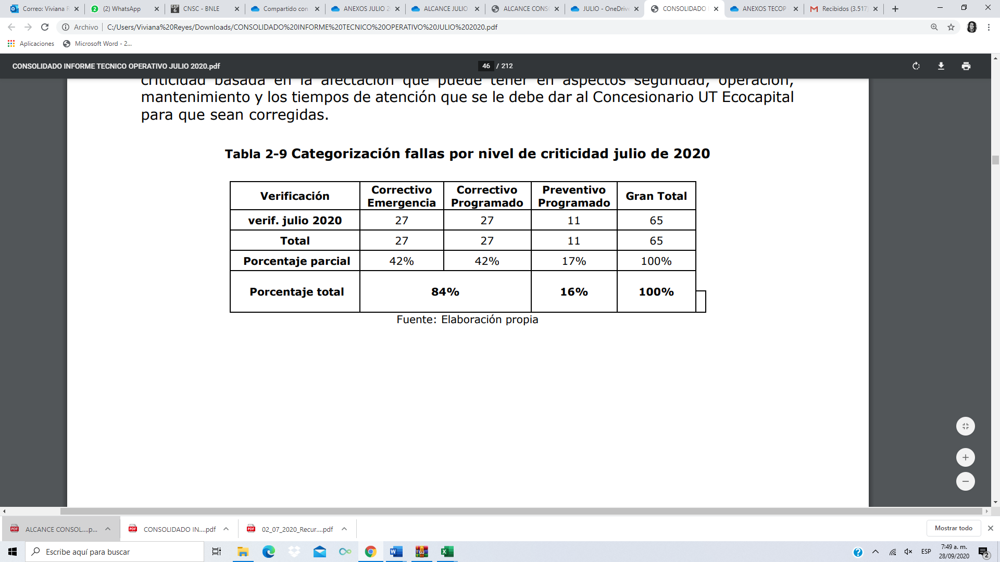 Correo: Viviana R
(2) WhatsApp
CNSC - BNLE
Compartido con
ANEXOS JULIO 2
ALCANCE JULIO
ALCANCE CONSO
JULIO - OneDrive
CONSOLIDADO
ANEXOS TECOP
Recibidos (3.517)
Archivo
C:/Users/Viviana%20Reyes/Downloads/CONSOLIDADO%20INFORME%20TECNICO%20OPERATIVO%20JULIO%202020.pdf
Aplicaciones
Microsoft Word - 2...
CONSOLIDADO INFORME TECNICO OPERATIVO JULIO 2020.pdf
46 / 212
criticidad basada en la afectación que puede tener en aspectos seguridad, operación,
mantenimiento y los tiempos de atención que se le debe dar al Concesionario UT Ecocapital
para que sean corregidas.
Tabla 2-9 Categorización fallas por nivel de criticidad julio de 2020
Verificación Correctivo Emergencia Correctivo Programado Preventivo Programado Gran Total
verif. julio 2020 27 27 11 65
Total 27 27 11 65
Porcentaje parcial 42% 42% 17% 100%
Porcentaje total 84% 16% 100%
Fuente: Elaboración propia
ALCANCE CONSOL....p...
CONSOLIDADO IN....pdf
02_07_2020_Recur....pdf
Mostrar todo
Escribe aquí para buscar
ESP
7:49 a. m.
28/09/2020
2